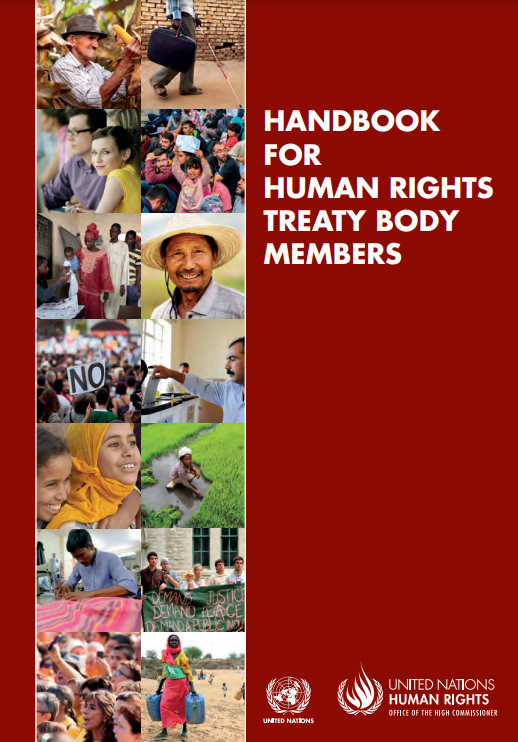 HANDBOOK
FOR
HUMAN RIGHTS
TREATY BODY
MEMBERS
NO
DEMAND JUSTICE
DEMAND PEACE
DEMAND A PUBLIC
UNITED NATIONS
UNITED NATIONS
HUMAN RIGHTS
OFFICE OF THE HIGH COMMISSIONER